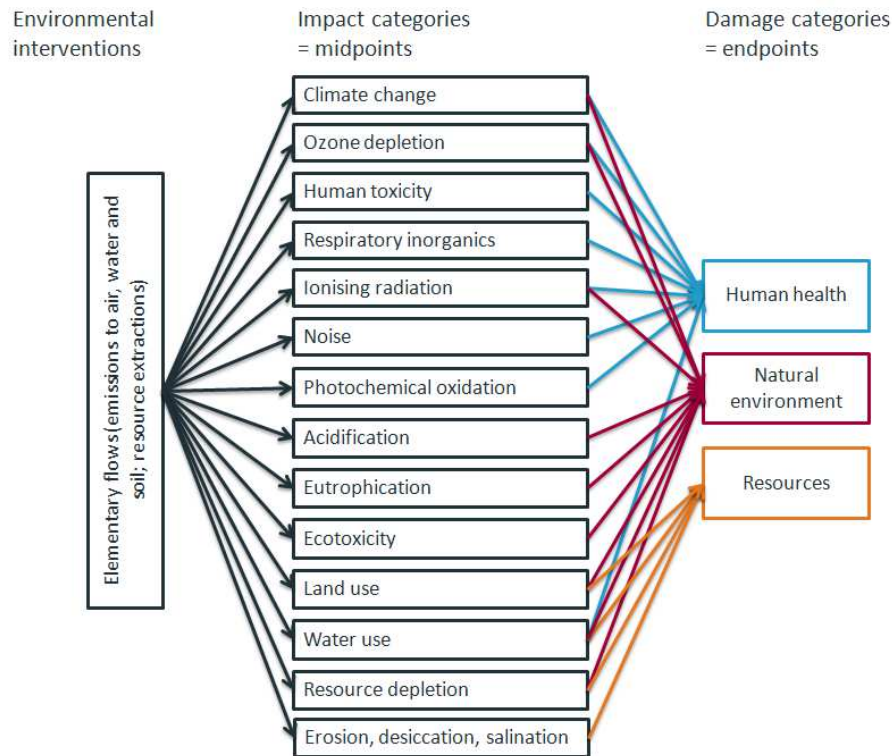 Environmental
interventions
Impact categories
= midpoints
Damage categories
= endpoints
Elementary flows(emissions to air, water and
soil; resource extractions)
Climate change
Ozone depletion
Human toxicity
Respiratory inorganics
Ionising radiation
Noise
Photochemical oxidation
Acidification
Eutrophication
Ecotoxicity
Land use
Water use
Resource depletion
Erosion, desiccation, salination
Human health
Natural
environment
Resources